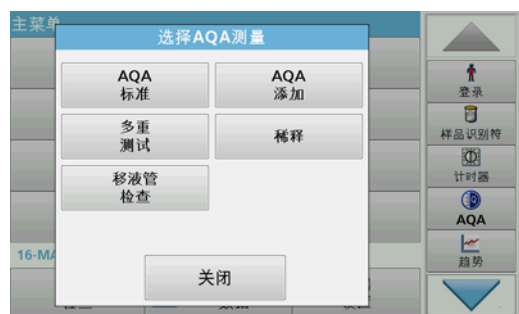 主菜单
选择AQA测量
AQA
标准
AQA
添加
多重
测试
稀释
移液管
检查
关闭
16-MA
登录
样品识别符
计时器
AQA
趋势